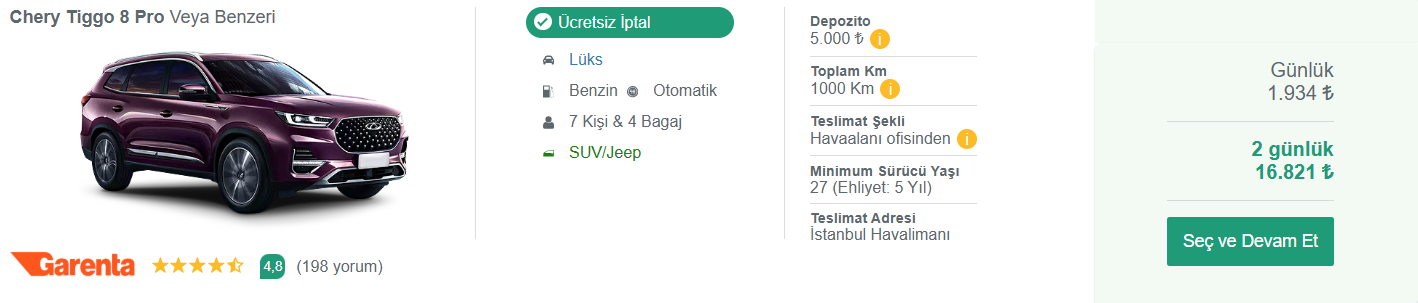 Chery Tiggo 8 Pro Veya Benzeri
Garenta
4,8
(198 yorum)
Ücretsiz İptal
Lüks
Benzin Otomatik
7 Kişi & 4 Bagaj
SUV/Jeep
Depozito
5.000 ₺ i
Toplam Km
1000 Km i
Teslimat Şekli
Havaalanı ofisinden i
Minimum Sürücü Yaşı
27 (Ehliyet: 5 Yıl)
Teslimat Adresi
İstanbul Havalimanı
Günlük
1.934 ₺
2 günlük
16.821 ₺
Seç ve Devam Et